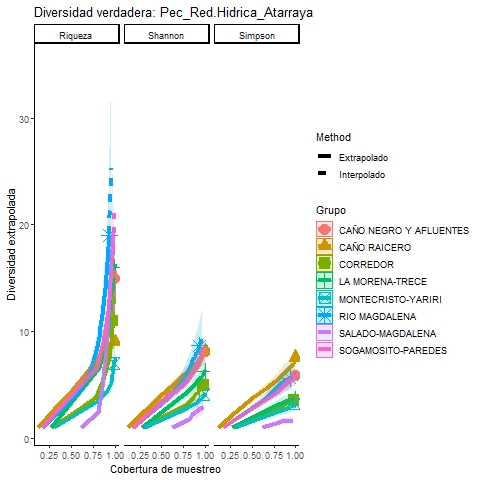 Diversidad verdadera: Pec_Red.Hidrica_Atarraya
Riqueza
Shannon
Simpson
Diversidad extrapolada
30
20
10
0
0.25 0.50 0.75 1.00
0.25 0.50 0.75 1.00
0.25 0.50 0.75 1.00
Cobertura de muestreo
Method
Extrapolado
Interpolado
Grupo
CAÑO NEGRO Y AFLUENTES
CAÑO RAICERO
CORREDOR
LA MORENA-TRECE
MONTECRISTO-YARIRI
RIO MAGDALENA
SALADO-MAGDALENA
SOGAMOSITO-PAREDES